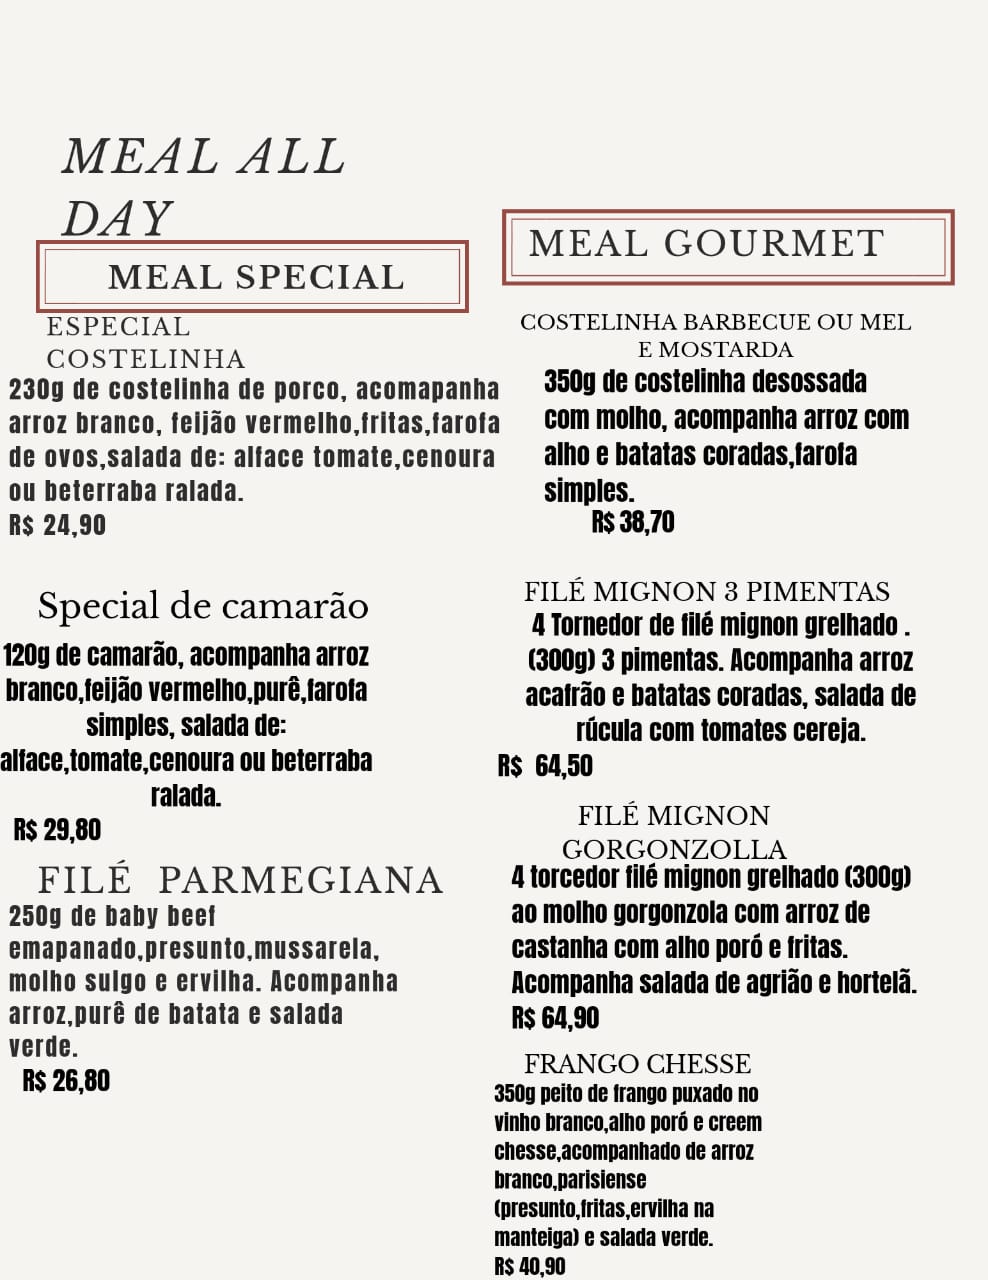 MEAL ALL
DAY
MEAL SPECIAL
ESPECIAL
COSTELINHA
230g de costelinha de porco, acomapanha
arroz branco, feijão vermelho,fritas,farofa
de ovos,salada de: alface tomate,cenoura
ou beterraba ralada.
R$ 24,90
Special de camarão
120g de camarão, acompanha arroz
branco,feijão vermelho,purê,farofa
simples, salada de:
alface,tomate,cenoura ou beterraba
ralada.
R$ 29,80
FILÉ PARMEGIANA
250g de baby beef
emapanado,presunto,mussarela,
molho sulgo e ervilha. Acompanha
arroz,purê de batata e salada
verde.
R$ 26,80
MEAL GOURMET
COSTELINHA BARBECUE OU MEL
E MOSTARDA
350g de costelinha desossada
com molho, acompanha arroz com
alho e batatas coradas,farofa
simples.
R$ 38,70
FILÉ MIGNON 3 PIMENTAS
4 Tornedor de filé mignon grelhado .
(300g) 3 pimentas. Acompanha arroz
acafrão e batatas coradas, salada de
rúcula com tomates cereja.
R$ 64,50
FILÉ MIGNON
GORGONZOLLA
4 torcedor filé mignon grelhado (300g)
ao molho gorgonzola com arroz de
castanha com alho poró e fritas.
Acompanha salada de agrião e hortelã.
R$ 64,90
FRANGO CHESSE
350g peito de frango puxado no
vinho branco,alho poró e creem
chesse,acompanhado de arroz
branco,parisiense
(presunto,fritas,ervilha na
manteiga) e salada verde.
R$ 40,90